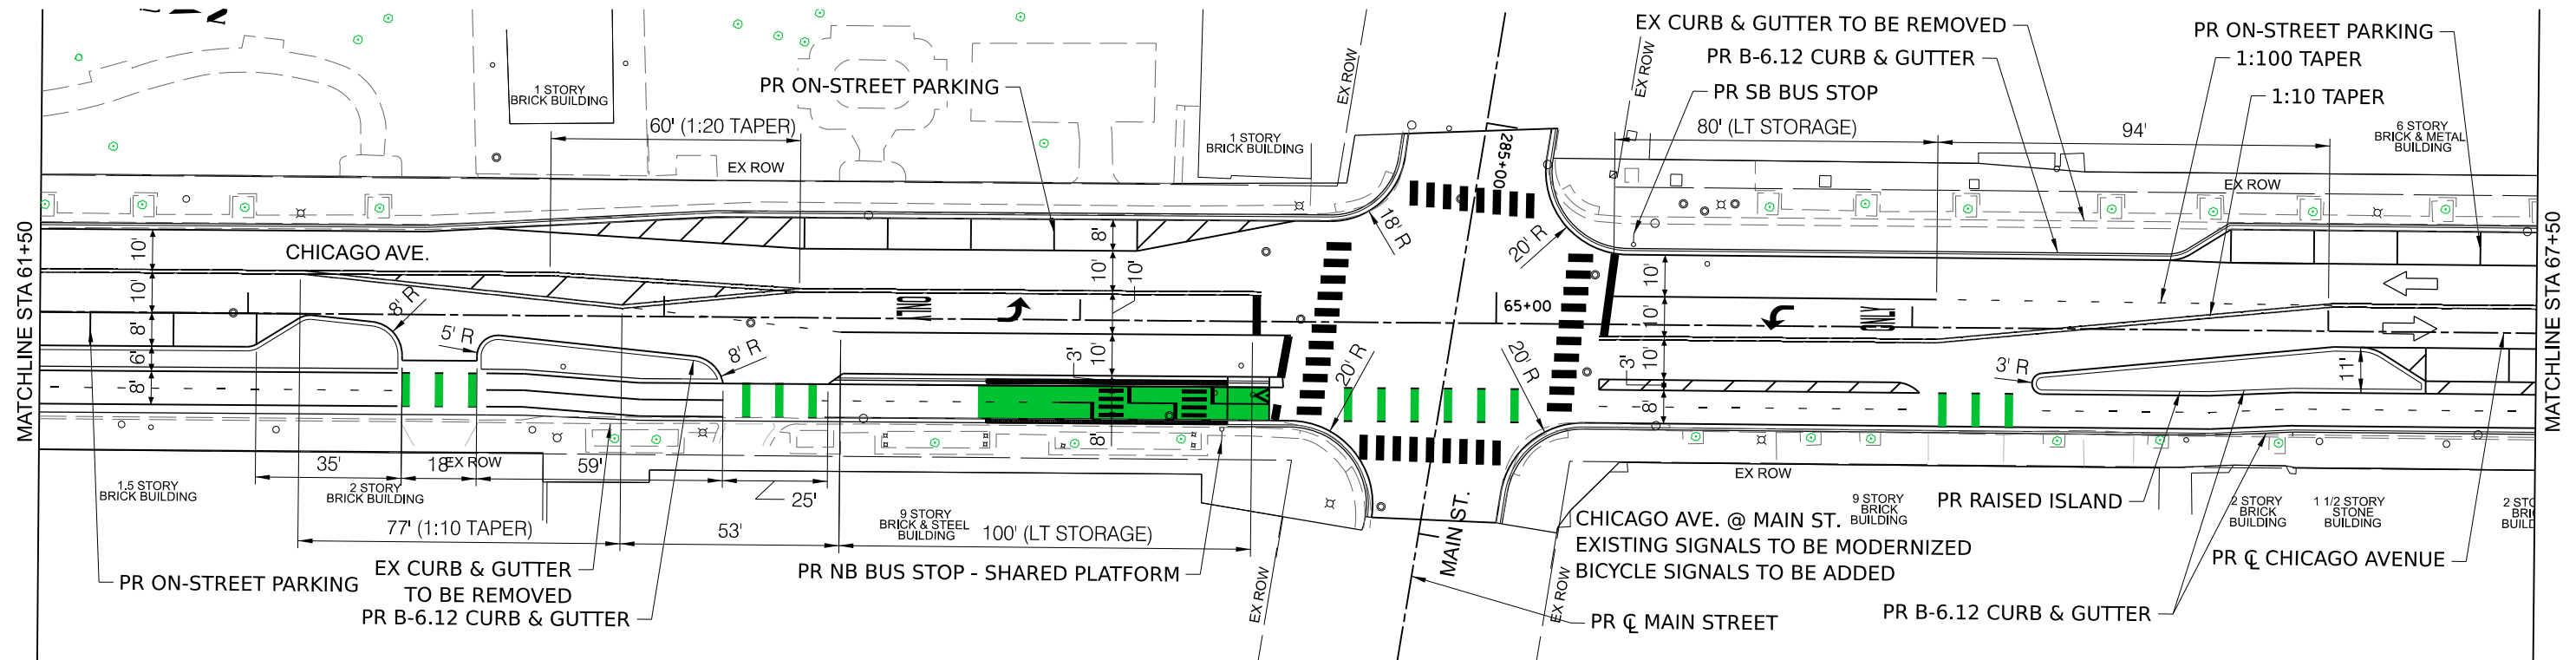 EX CURB & GUTTER TO BE REMOVED
PR B-6.12 CURB & GUTTER
PR SB BUS STOP
PR ON-STREET PARKING
1:100 TAPER
1:10 TAPER
PR ON-STREET PARKING
1 STORY
BRICK BUILDING
60' (1:20 TAPER)
EX ROW
1 STORY
BRICK BUILDING
EX ROW
EX ROW
285+00
80' (LT STORAGE)
94'
6 STORY
BRICK & METAL
BUILDING
EX ROW
MATCHLINE STA 61+50
CHICAGO AVE.
10'
10'
8'
6'
8'
8' R
5' R
8' R
8'
10'
10'
10'
3'
8'
ONLY
18' R
20' R
20' R
20' R
65+00
10'
10'
10'
3'
8'
ONLY
3' R
11'
MATCHLINE STA 67+50
35'
18'
EX ROW
59'
25'
1.5 STORY
BRICK BUILDING
2 STORY
BRICK BUILDING
77' (1:10 TAPER)
53'
9 STORY
BRICK & STEEL
BUILDING
100' (LT STORAGE)
PR ON-STREET PARKING
EX CURB & GUTTER
TO BE REMOVED
PR B-6.12 CURB & GUTTER
PR NB BUS STOP - SHARED PLATFORM
EX ROW
MAIN ST.
EX ROW
CHICAGO AVE. @ MAIN ST.
EXISTING SIGNALS TO BE MODERNIZED
BICYCLE SIGNALS TO BE ADDED
PR ℄ MAIN STREET
9 STORY
BRICK
BUILDING
EX ROW
PR RAISED ISLAND
2 STORY
BRICK
BUILDING
1 1/2 STORY
STONE
BUILDING
PR ℄ CHICAGO AVENUE
PR B-6.12 CURB & GUTTER